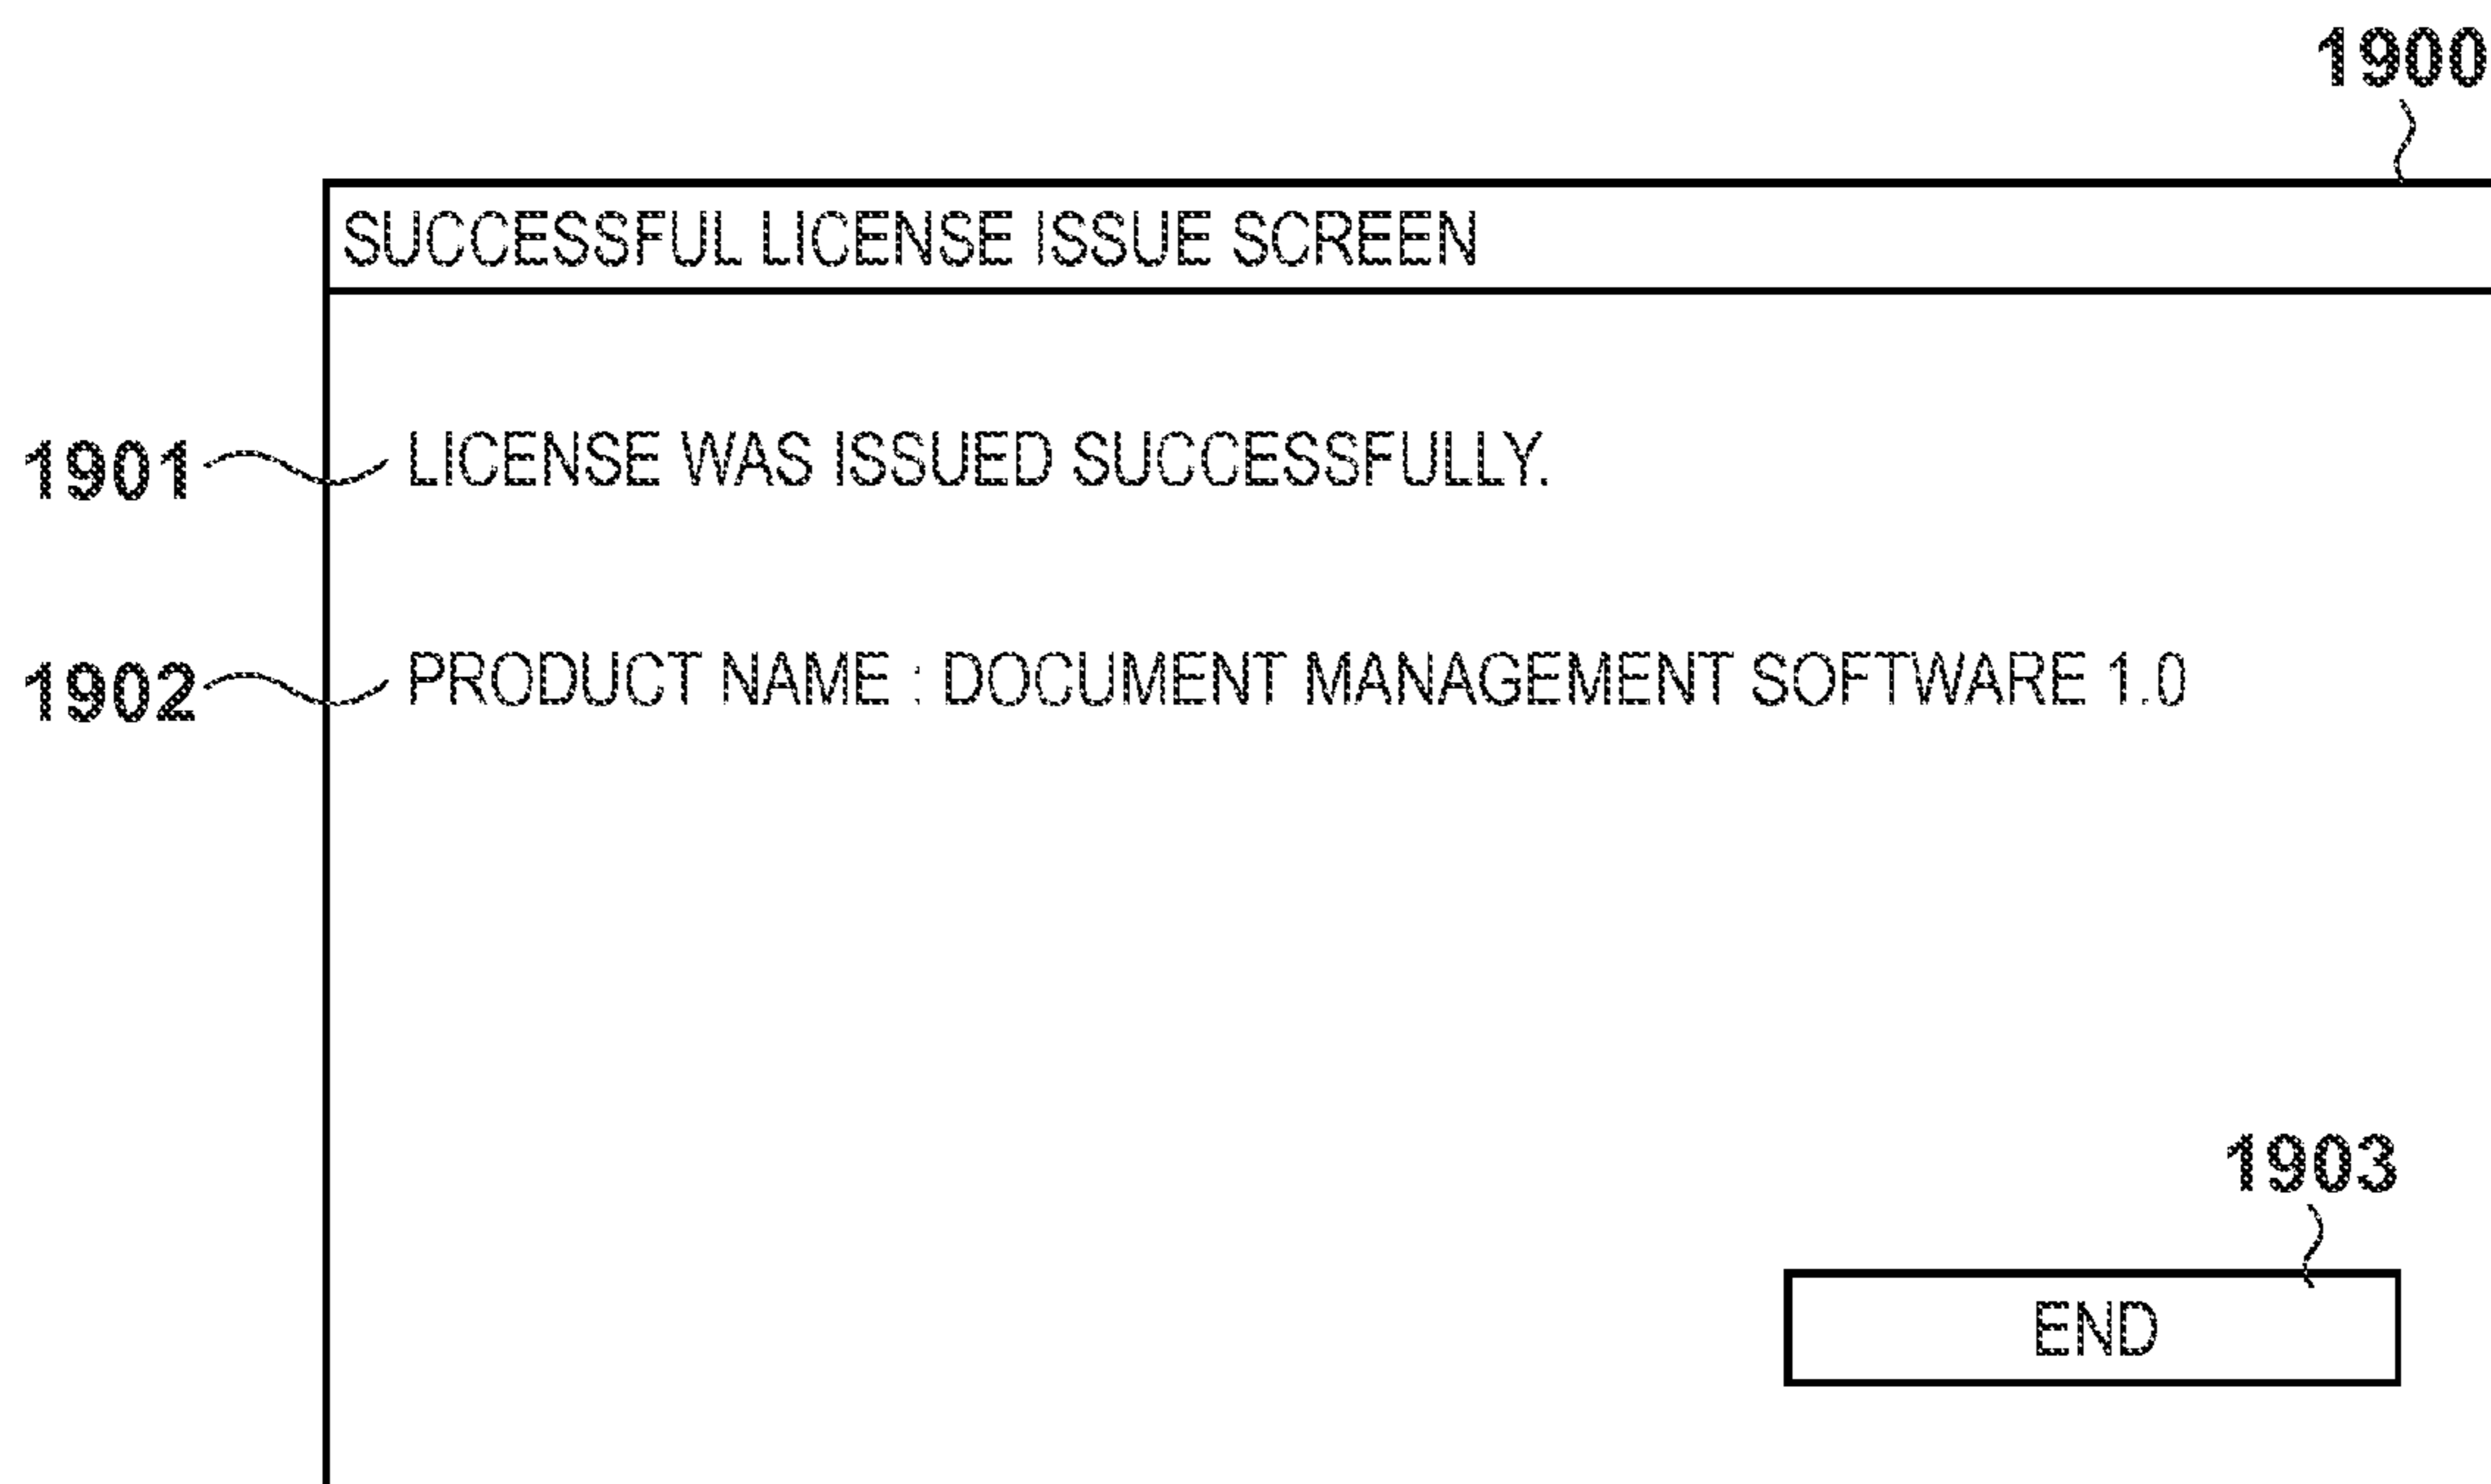 1900
SUCCESSFUL LICENSE ISSUE SCREEN
1901 LICENSE WAS ISSUED SUCCESSFULLY.
1902 PRODUCT NAME : DOCUMENT MANAGEMENT SOFTWARE 1.0
1903
END